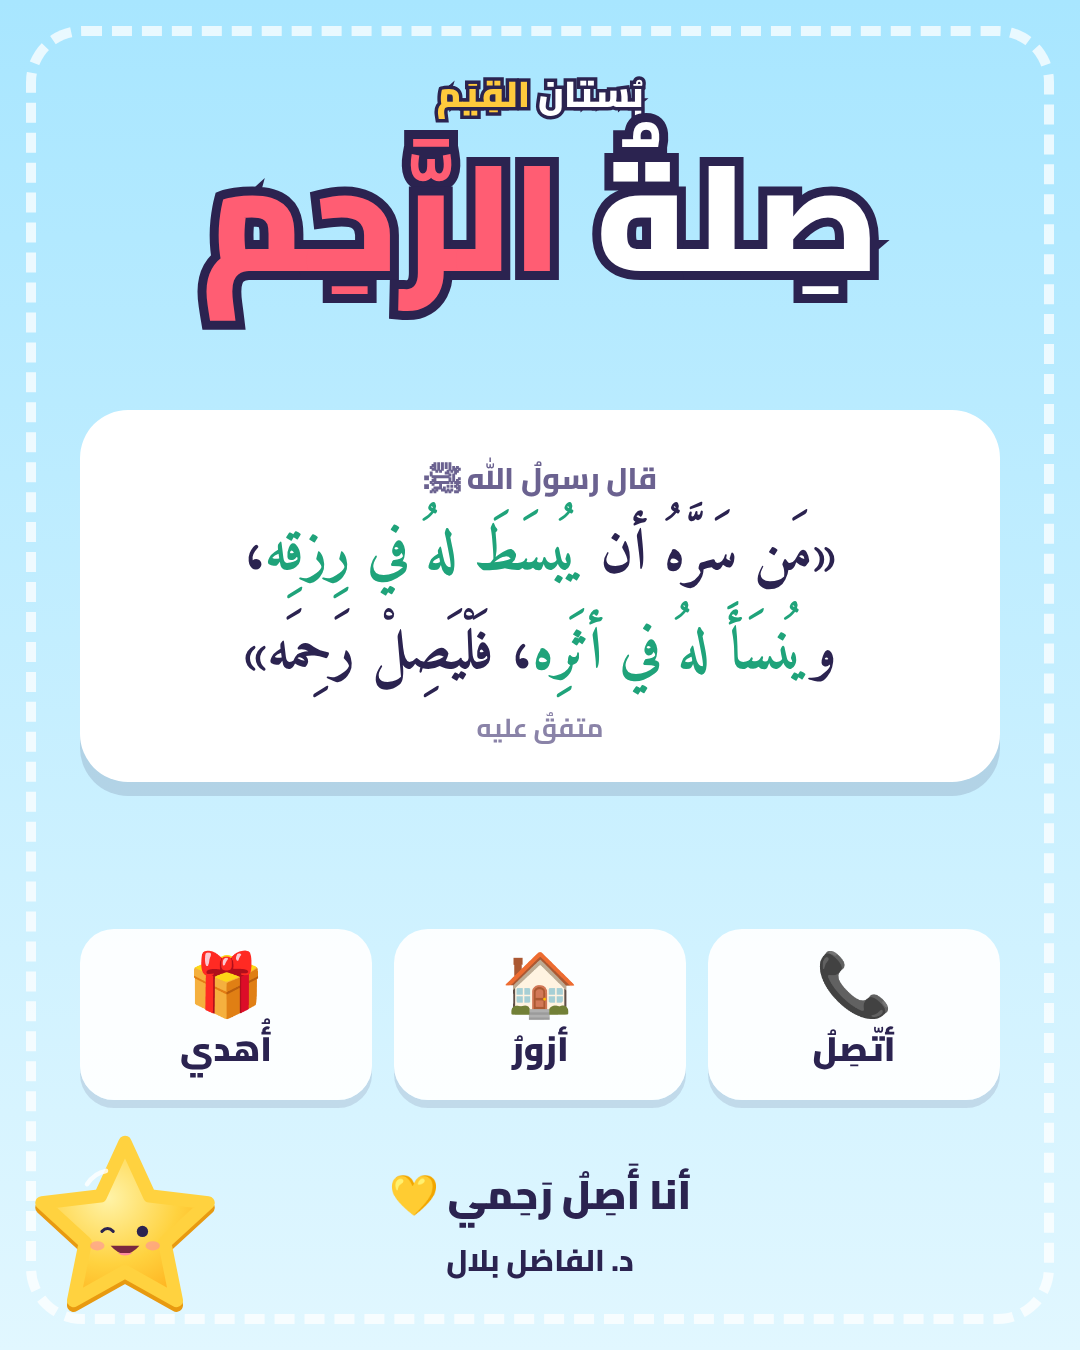 بُستان القِيَم
صِلةُ الرَّحِم
قال رسولُ الله ﷺ:
«مَن سَرَّهُ أن يُبسَطَ لهُ في رِزقِه،
ويُنسَأَ لهُ في أثَرِه، فَلْيَصِلْ رَحِمَه»
متفقٌ عليه
أتّصِلُ
أزورُ
أُهدي
أنا أَصِلُ رَحِمي 💛
د. الفاضل بلال